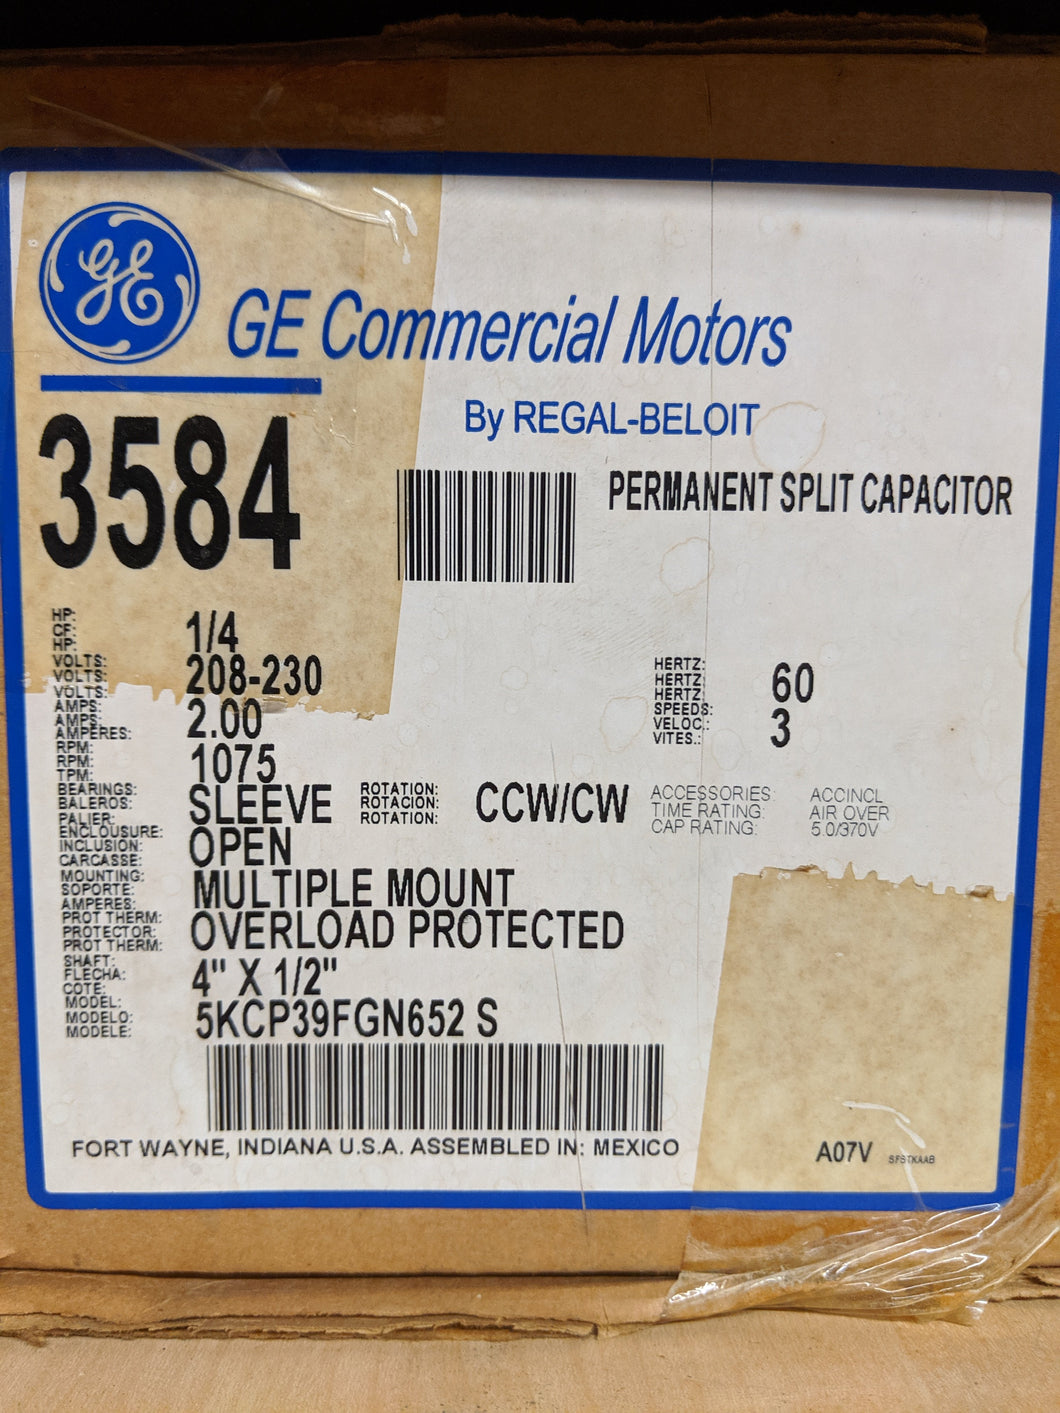 GE
GE Commercial Motors
By REGAL-BELOIT
3584
PERMANENT SPLIT CAPACITOR
HP:
CF:
HP:
1/4
VOLTS:
VOLTS:
VOLTS:
208-230
HERTZ:
HERTZ:
HERTZ:
60
AMPS:
AMPS:
AMPÈRES:
2.00
SPEEDS:
VELOC.:
VITES.:
3
RPM:
RPM:
TPM:
1075
BEARINGS:
BALEROS:
PALIER:
SLEEVE
ROTATION:
ROTACION:
ROTATION:
CCW/CW
ACCESSORIES: ACCINCL
TIME RATING: AIR OVER
CAP RATING: 5.0/370V
ENCLOUSURE:
INCLUSIÓN:
CARCASSE:
OPEN
MOUNTING:
SOPORTE:
AMPERES:
MULTIPLE MOUNT
PROT THERM:
PROTECTOR:
PROT THERM:
OVERLOAD PROTECTED
SHAFT:
FLECHA:
COTE:
4" X 1/2"
MODEL:
MODELO:
MODELE:
5KCP39FGN652 S
FORT WAYNE, INDIANA U.S.A. ASSEMBLED IN: MEXICO
A07V